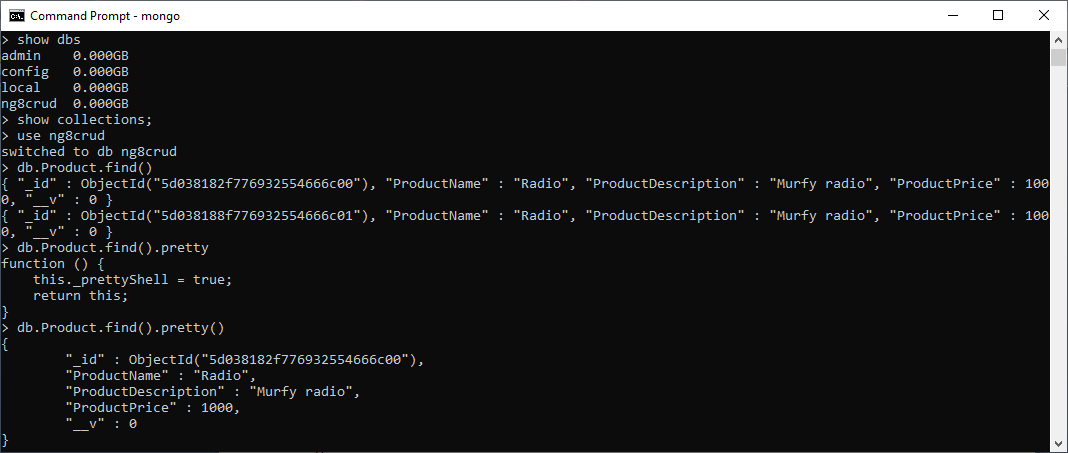 Command Prompt - mongo
> show dbs
admin    0.000GB
config   0.000GB
local    0.000GB
ng8crud  0.000GB
> show collections;
> use ng8crud
switched to db ng8crud
> db.Product.find()
{ "_id" : ObjectId("5d038182f776932554666c00"), "ProductName" : "Radio", "ProductDescription" : "Murfy radio", "ProductPrice" : 100
0, "__v" : 0 }
{ "_id" : ObjectId("5d038188f776932554666c01"), "ProductName" : "Radio", "ProductDescription" : "Murfy radio", "ProductPrice" : 100
0, "__v" : 0 }
> db.Product.find().pretty
function () {
    this._prettyShell = true;
    return this;
}
> db.Product.find().pretty()
{
        "_id" : ObjectId("5d038182f776932554666c00"),
        "ProductName" : "Radio",
        "ProductDescription" : "Murfy radio",
        "ProductPrice" : 1000,
        "__v" : 0
}